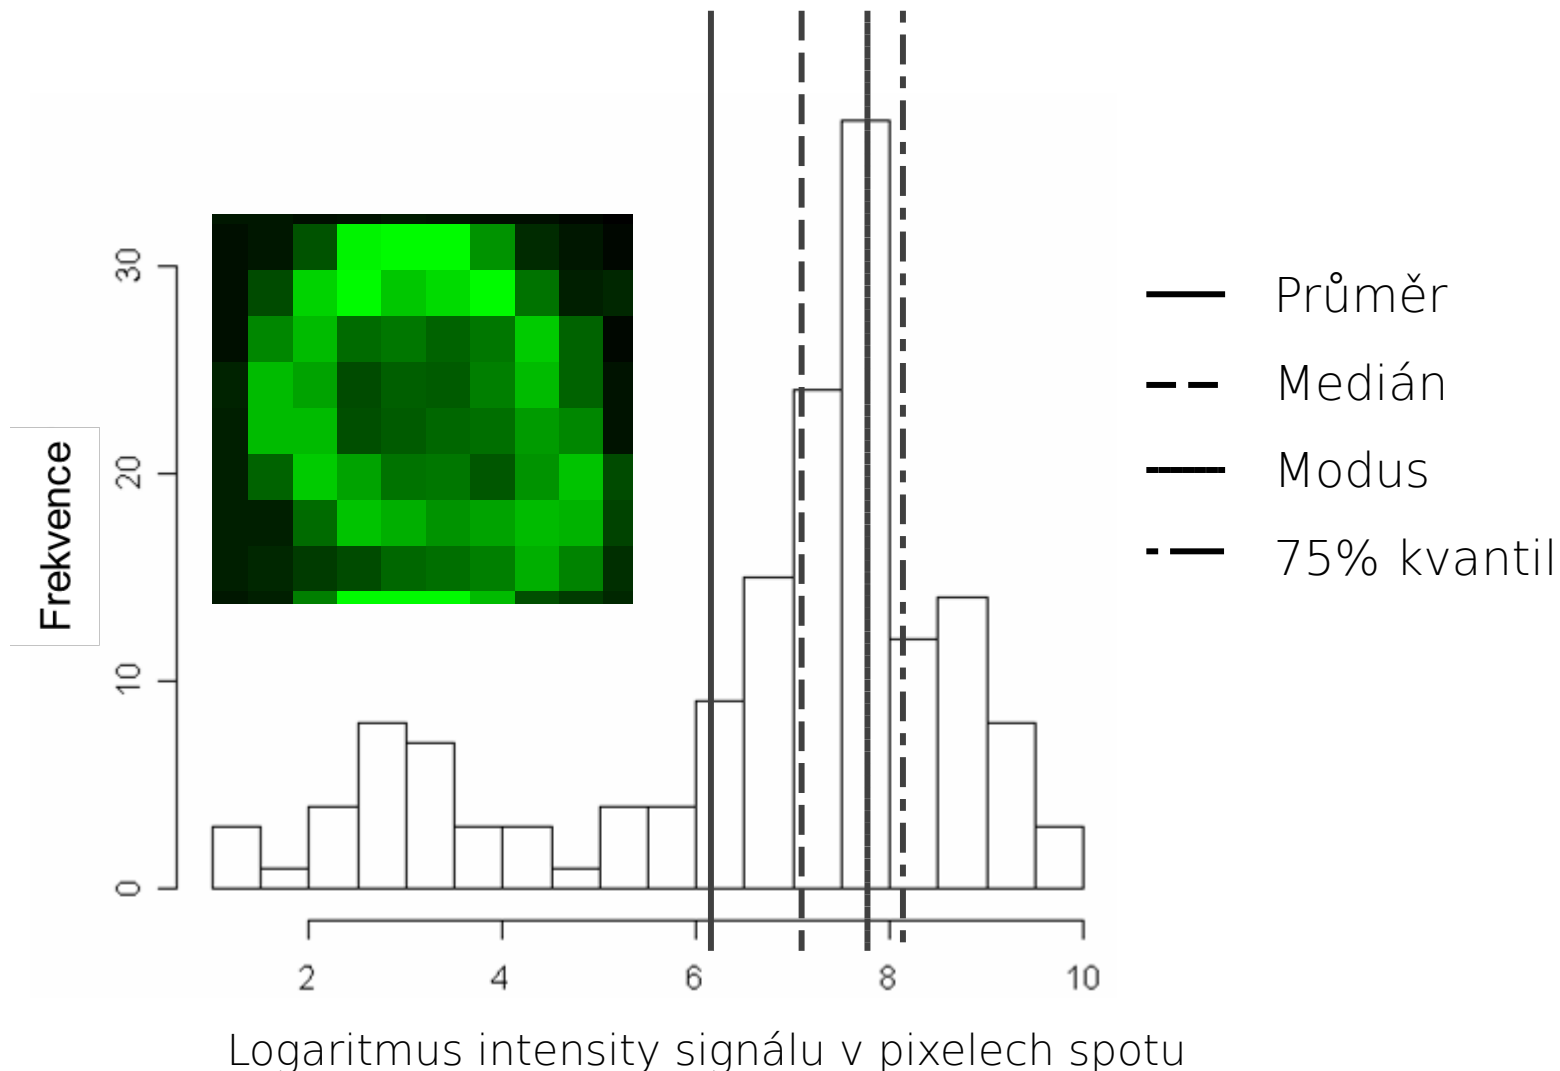 30
20
10
0
Frekvence
2 4 6 8 10
Logaritmus intensity signálu v pixelech spotu
Průměr
Medián
Modus
75% kvantil